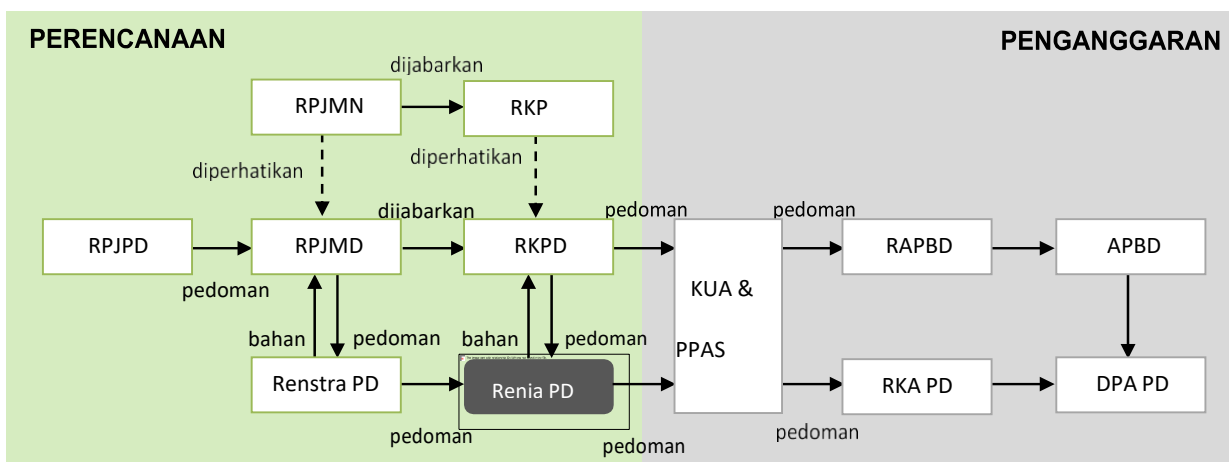 PERENCANAAN
PENGANGGARAN
dijabarkan
RPJMN
RKP
diperhatikan
diperhatikan
dijabarkan
pedoman
pedoman
RPJPD
RPJMD
RKPD
RAPBD
APBD
pedoman
KUA &
bahan
pedoman
bahan
pedoman
PPAS
Renstra PD
Renia PD
RKA PD
DPA PD
pedoman
pedoman
pedoman